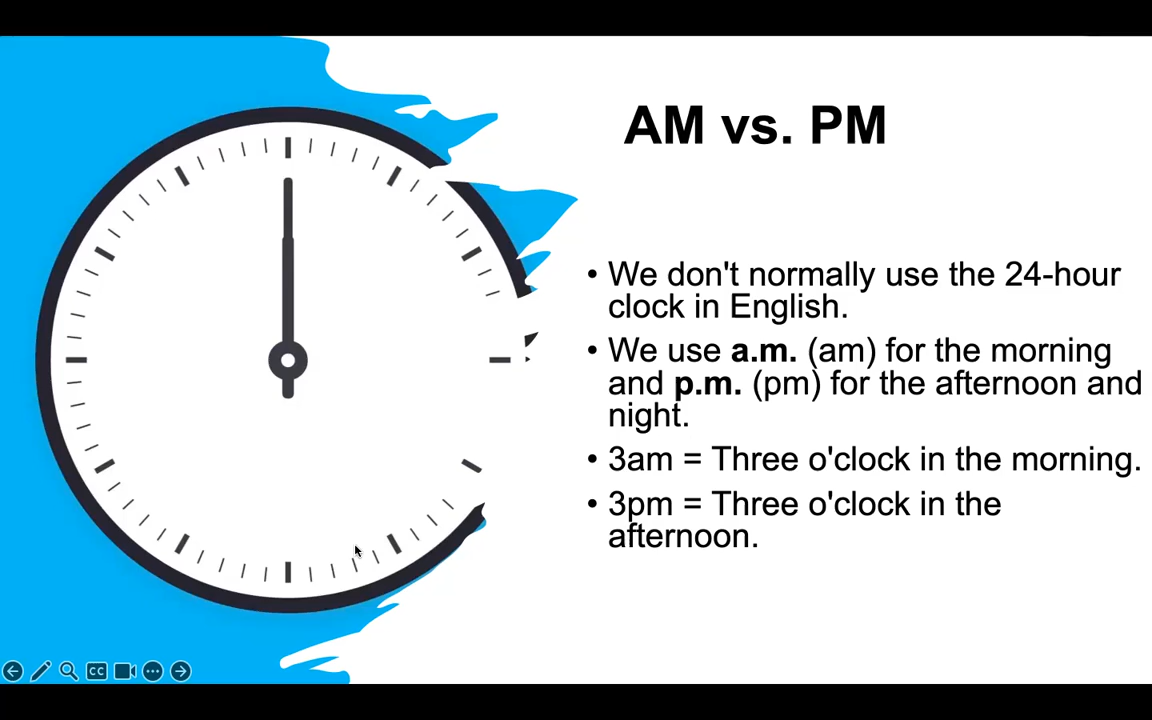 AM vs. PM
• We don't normally use the 24-hour
clock in English.
• We use a.m. (am) for the morning
and p.m. (pm) for the afternoon and
night.
• 3am = Three o'clock in the morning.
• 3pm = Three o'clock in the
afternoon.
CC